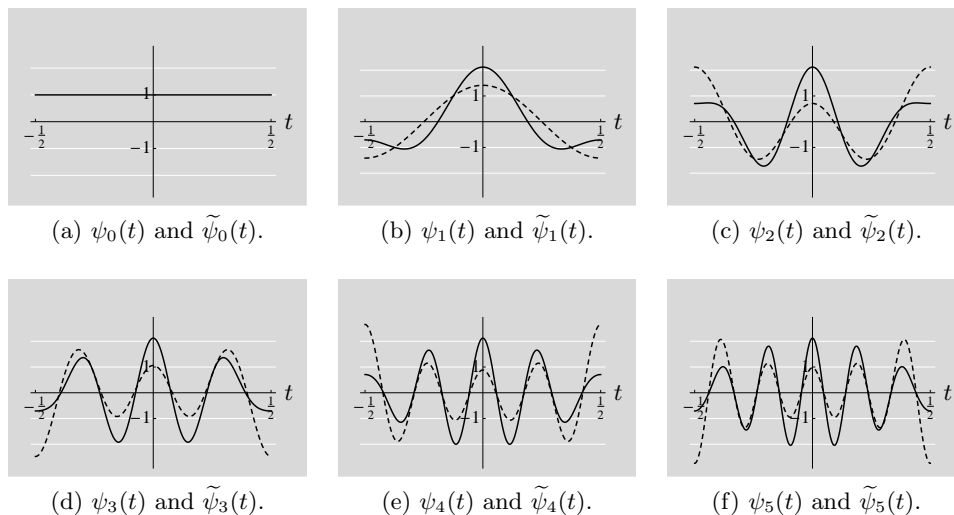 1
−1
−1/2
1/2
t
(a) ψ₀(t) and ψ̃₀(t).
1
−1
−1/2
1/2
t
(b) ψ₁(t) and ψ̃₁(t).
1
−1
−1/2
1/2
t
(c) ψ₂(t) and ψ̃₂(t).
1
−1
−1/2
1/2
t
(d) ψ₃(t) and ψ̃₃(t).
1
−1
−1/2
1/2
t
(e) ψ₄(t) and ψ̃₄(t).
1
−1
−1/2
1/2
t
(f) ψ₅(t) and ψ̃₅(t).